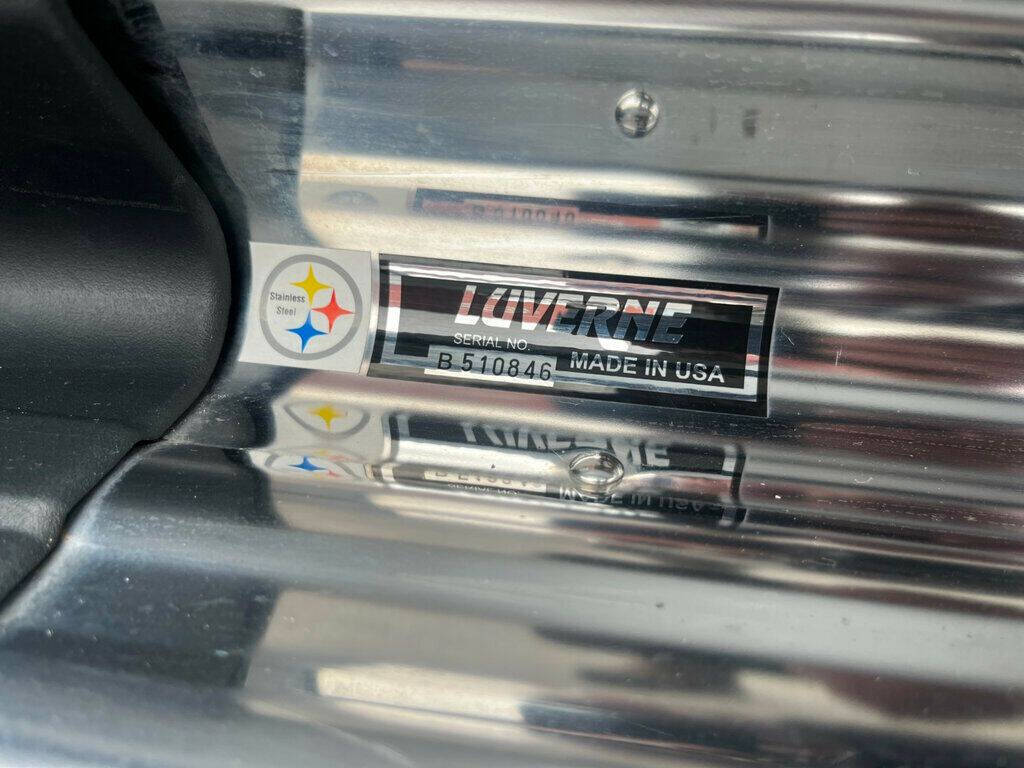 Stainless
Steel
LUVERNE
SERIAL NO.
B 510846
MADE IN USA